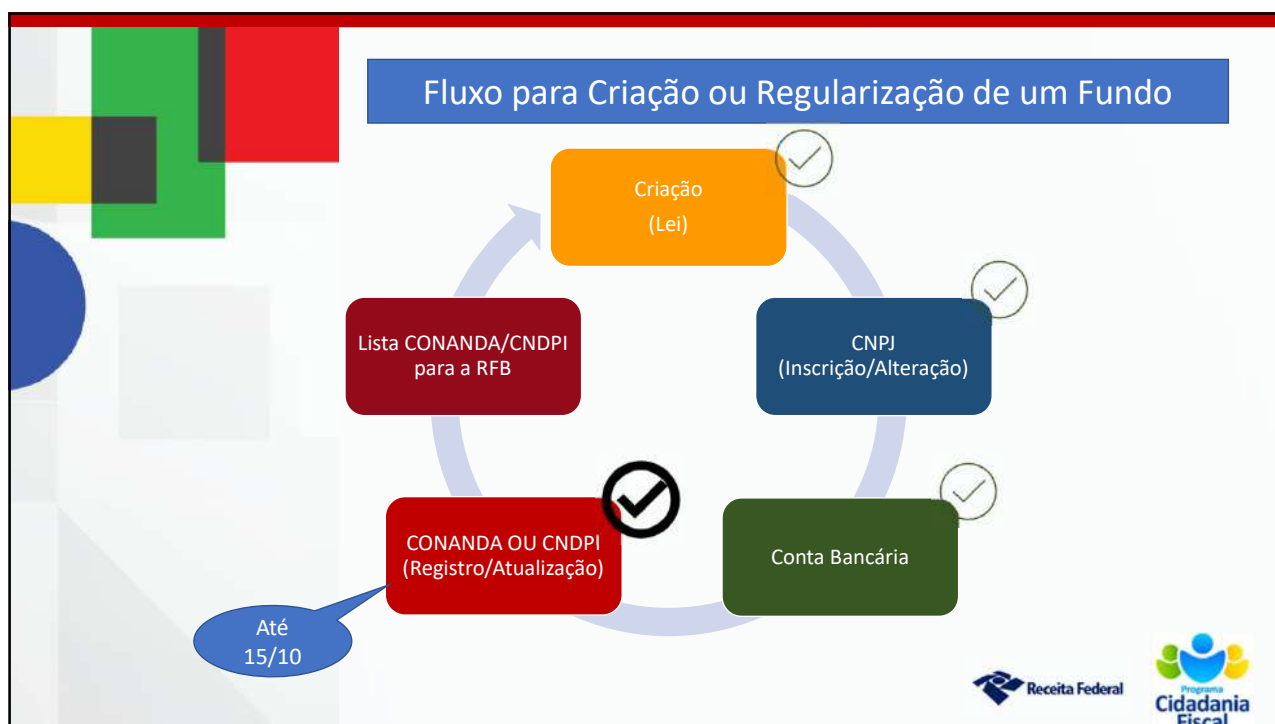 Fluxo para Criação ou Regularização de um Fundo
Criação
(Lei)
CNPJ
(Inscrição/Alteração)
Conta Bancária
CONANDA OU CNDPI
(Registro/Atualização)
Até
15/10
Lista CONANDA/CNDPI
para a RFB
Receita Federal
Programa
Cidadania
Fiscal